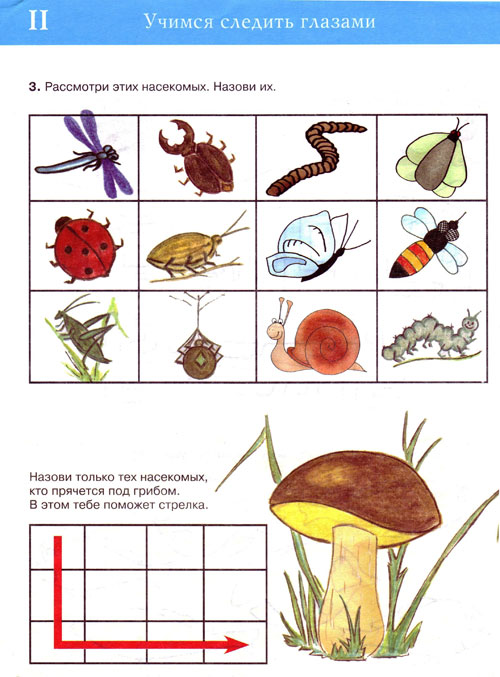 II
Учимся следить глазами
3. Рассмотри этих насекомых. Назови их.
Назови только тех насекомых,
кто прячется под грибом.
В этом тебе поможет стрелка.